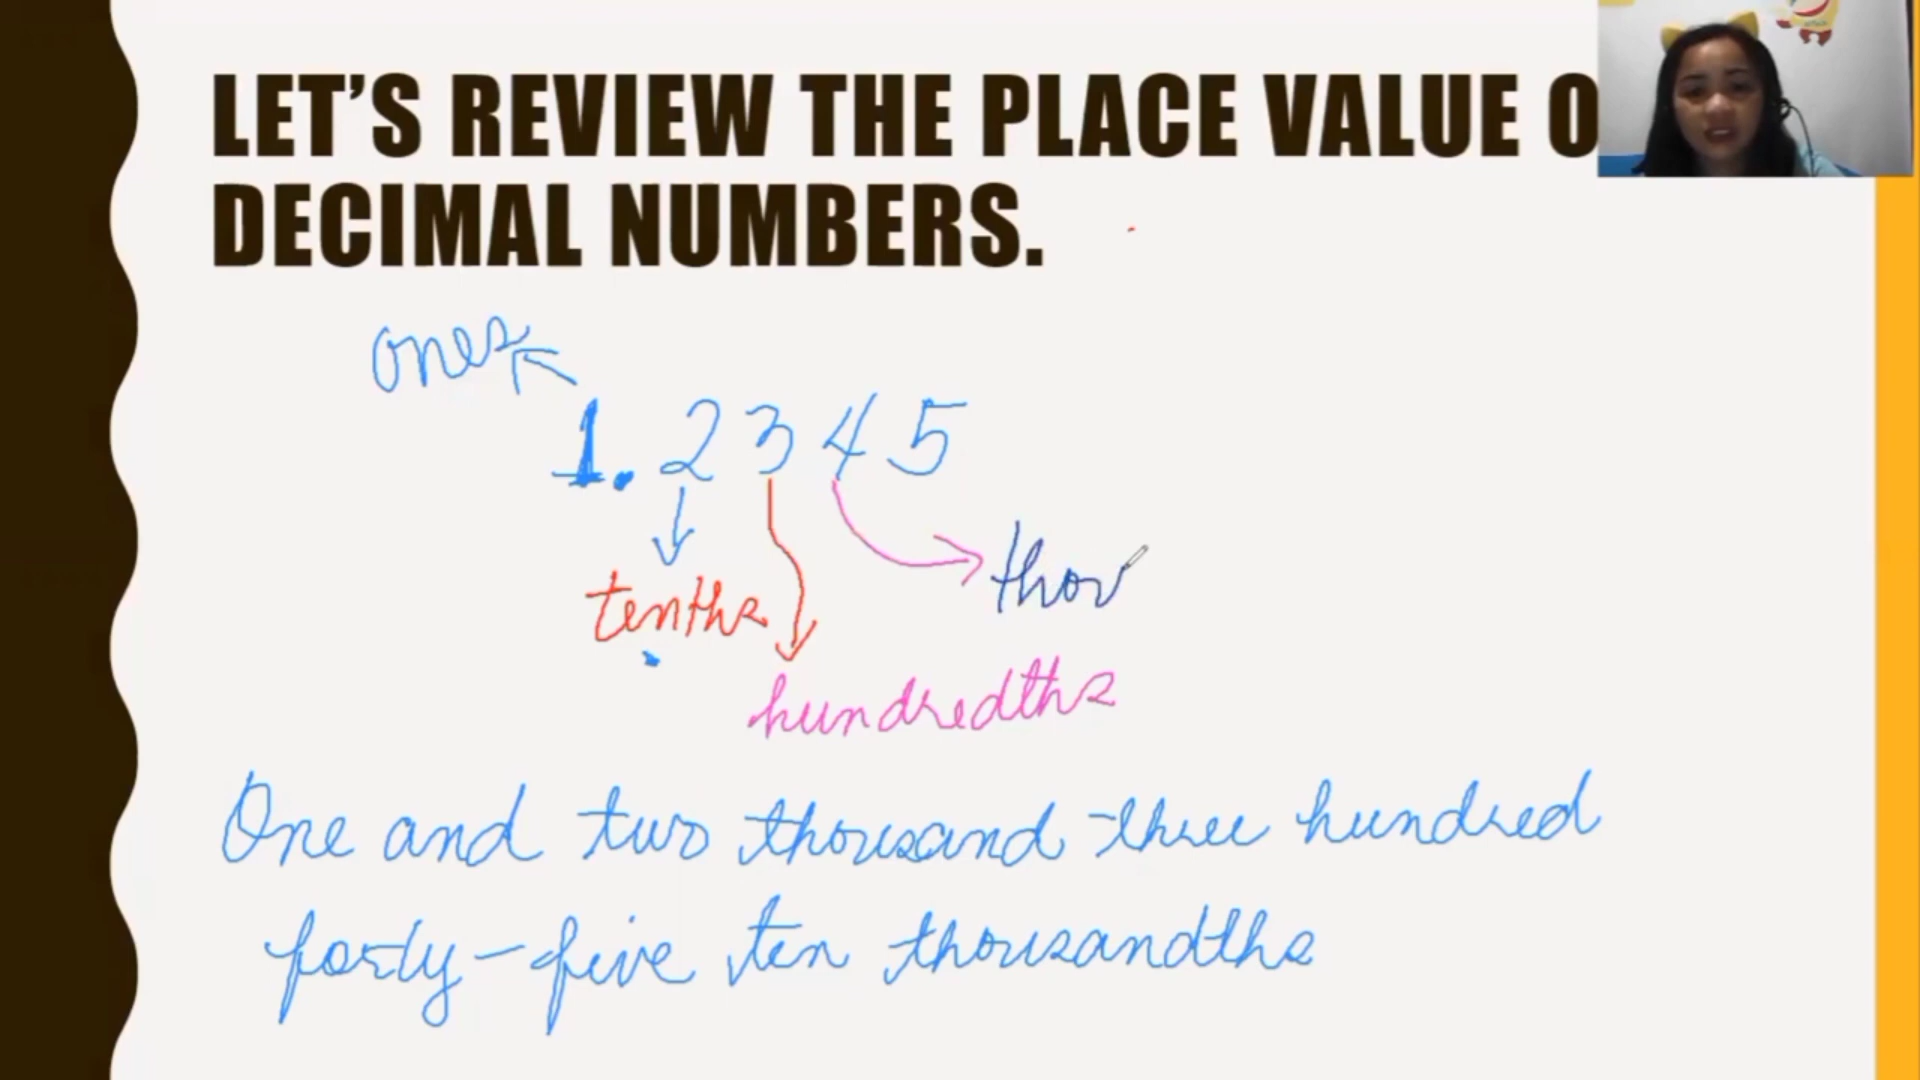 LET’S REVIEW THE PLACE VALUE O
DECIMAL NUMBERS.
ones
1.2345
tenths
thou
hundredths
One and two thousand three hundred
forty-five ten thousandths